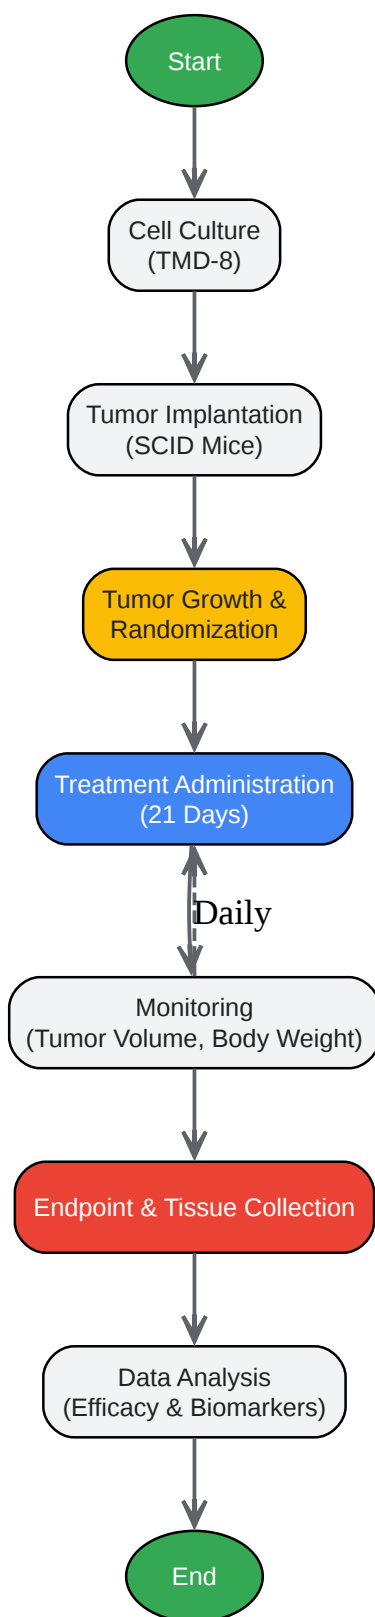 Start
Cell Culture
(TMD-8)
Tumor Implantation
(SCID Mice)
Tumor Growth &
Randomization
Treatment Administration
(21 Days)
Daily
Monitoring
(Tumor Volume, Body Weight)
Endpoint & Tissue Collection
Data Analysis
(Efficacy & Biomarkers)
End